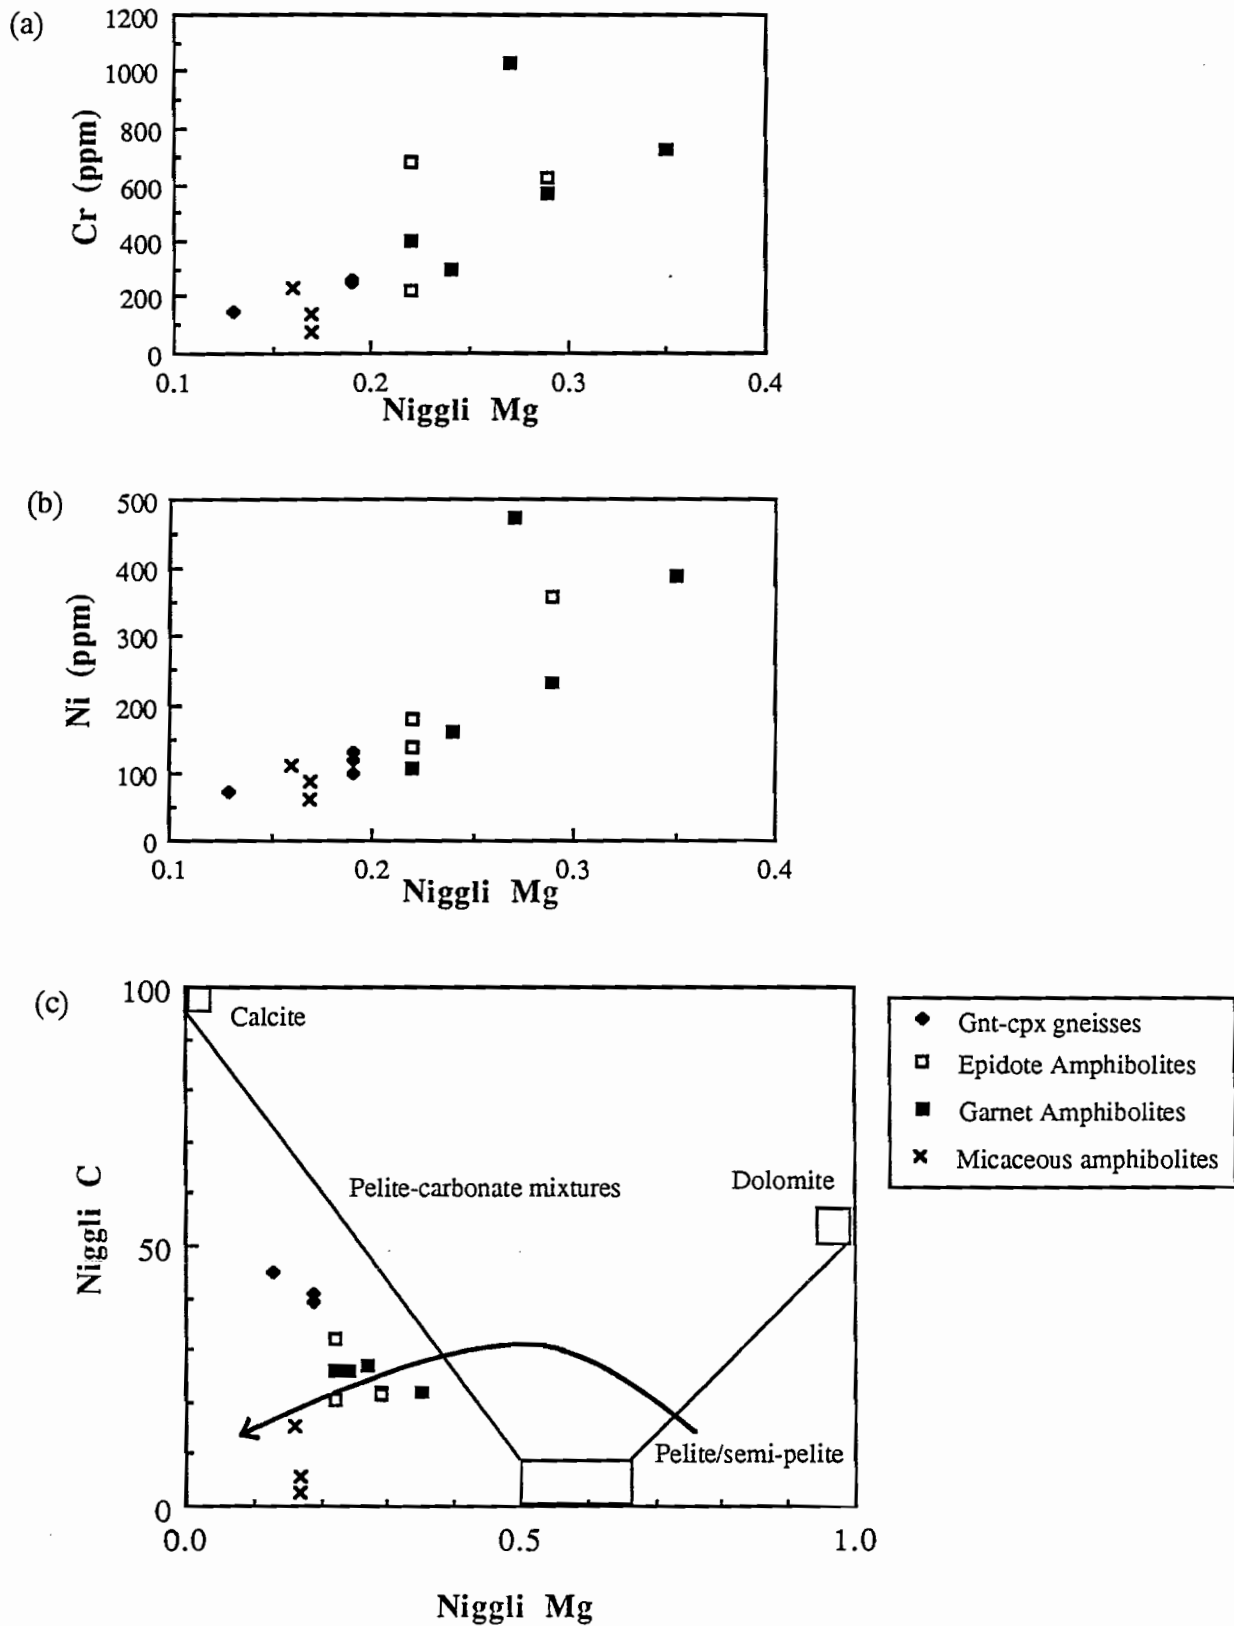 (a)
1200
1000
800
600
400
200
0
Cr (ppm)
0.1 0.2 0.3 0.4
Niggli Mg
(b)
500
400
300
200
100
0
Ni (ppm)
0.1 0.2 0.3 0.4
Niggli Mg
(c)
100
50
0
Niggli C
Calcite
Pelite-carbonate mixtures
Dolomite
Pelite/semi-pelite
0.0 0.5 1.0
Niggli Mg
Gnt-cpx gneisses
Epidote Amphibolites
Garnet Amphibolites
Micaceous amphibolites